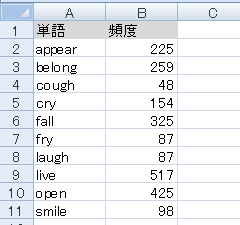 A B C
1 単語 頻度
2 appear 225
3 belong 259
4 cough 48
5 cry 154
6 fall 325
7 fry 87
8 laugh 87
9 live 517
10 open 425
11 smile 98